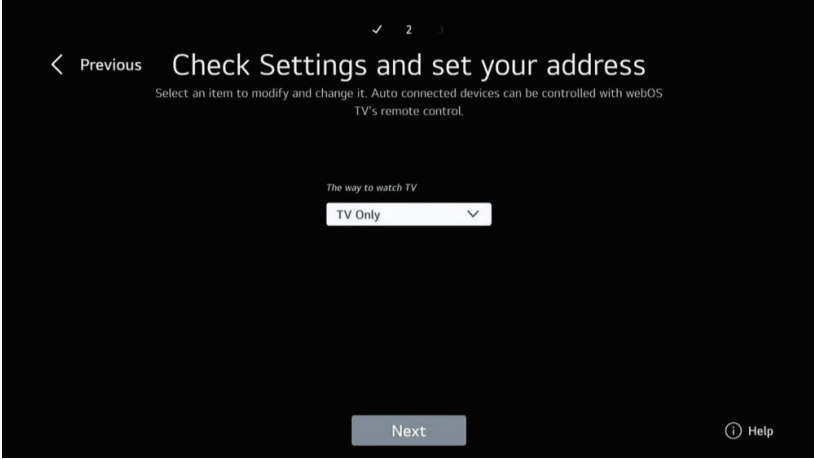 2 3
Previous
Check Settings and set your address
Select an item to modify and change it. Auto connected devices can be controlled with webOS
TV's remote control.
The way to watch TV
TV Only
Next
Help